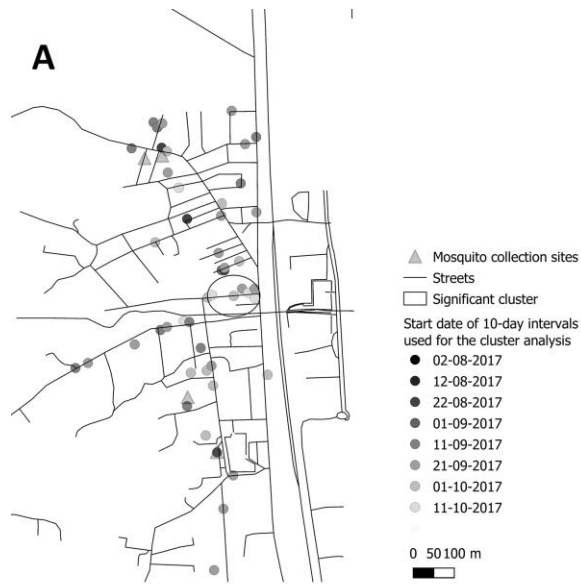 A
Mosquito collection sites
Streets
Significant cluster
Start date of 10-day intervals
used for the cluster analysis
02-08-2017
12-08-2017
22-08-2017
01-09-2017
11-09-2017
21-09-2017
01-10-2017
11-10-2017
0 50 100 m